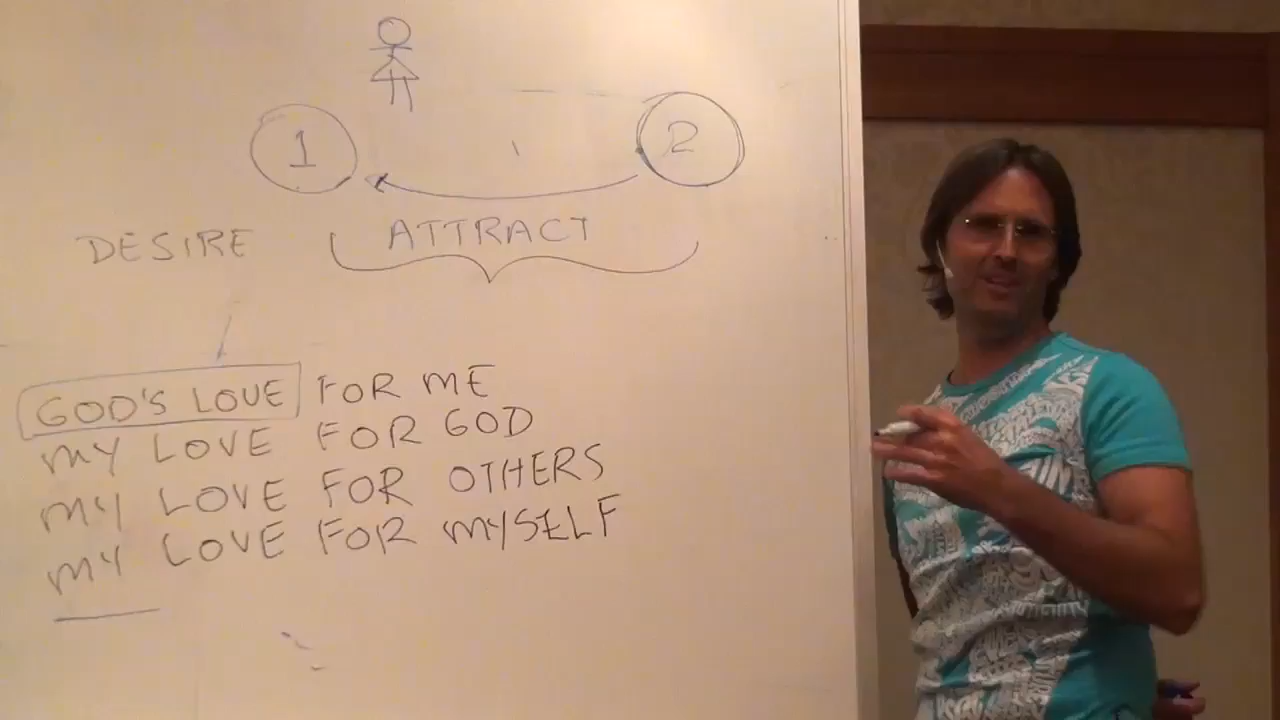 1
2
ATTRACT
DESIRE
GOD'S LOVE FOR ME
MY LOVE FOR GOD
MY LOVE FOR OTHERS
MY LOVE FOR MYSELF